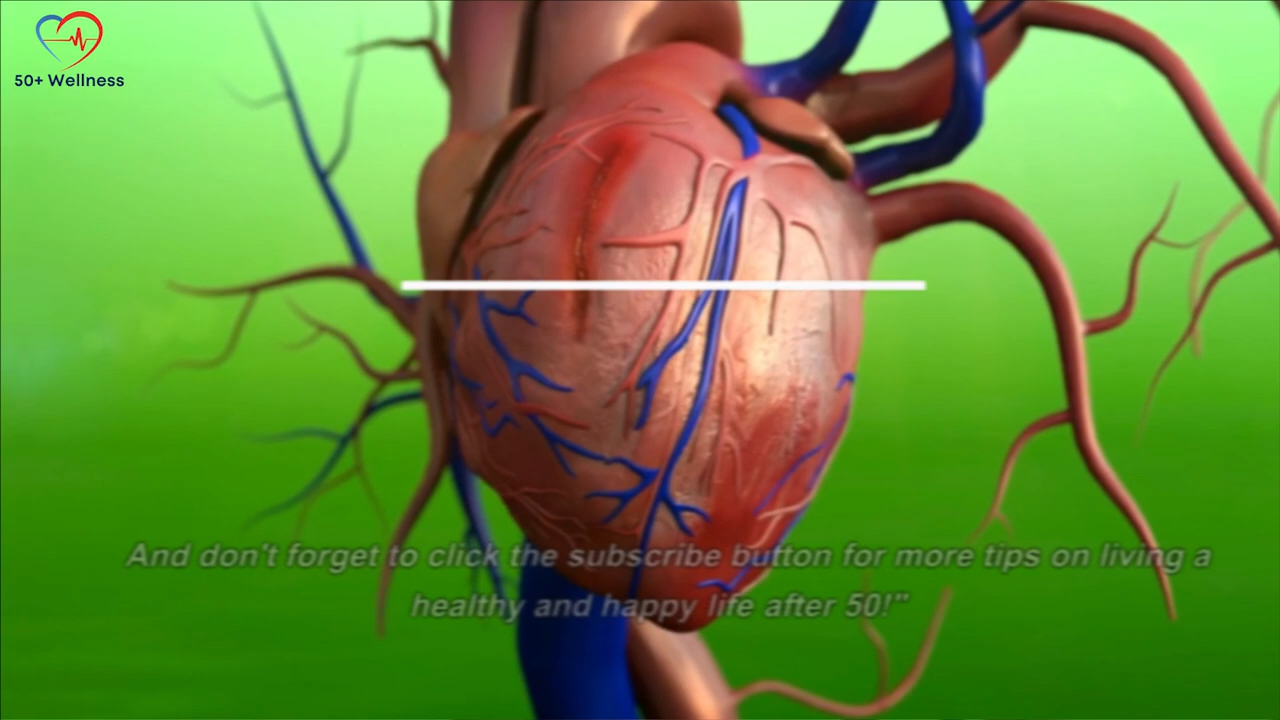 50+ Wellness
And don't forget to click the subscribe button for more tips on living a
healthy and happy life after 50!"